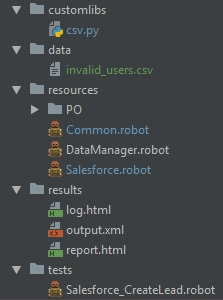 customlibs
csv.py
data
invalid_users.csv
resources
PO
Common.robot
DataManager.robot
Salesforce.robot
results
log.html
output.xml
report.html
tests
Salesforce_CreateLead.robot